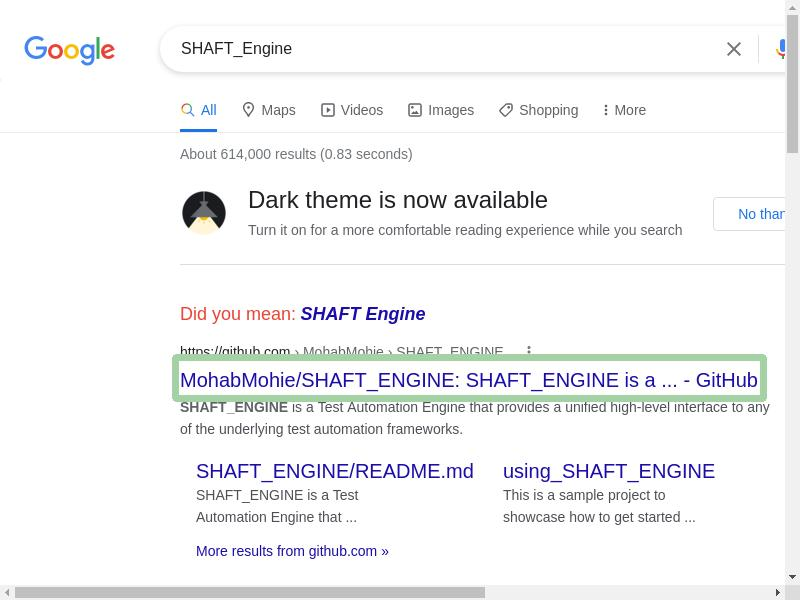 Google
SHAFT_Engine
All Maps Videos Images Shopping More
About 614,000 results (0.83 seconds)
Dark theme is now available
Turn it on for a more comfortable reading experience while you search
No
Did you mean: SHAFT Engine
https://github.com › MohabMohie › SHAFT_ENGINE
MohabMohie/SHAFT_ENGINE: SHAFT_ENGINE is a ... - GitHub
SHAFT_ENGINE is a Test Automation Engine that provides a unified high-level interface to any
of the underlying test automation frameworks.
SHAFT_ENGINE/README.md using_SHAFT_ENGINE
SHAFT_ENGINE is a Test This is a sample project to
Automation Engine that ... showcase how to get started ...
More results from github.com »